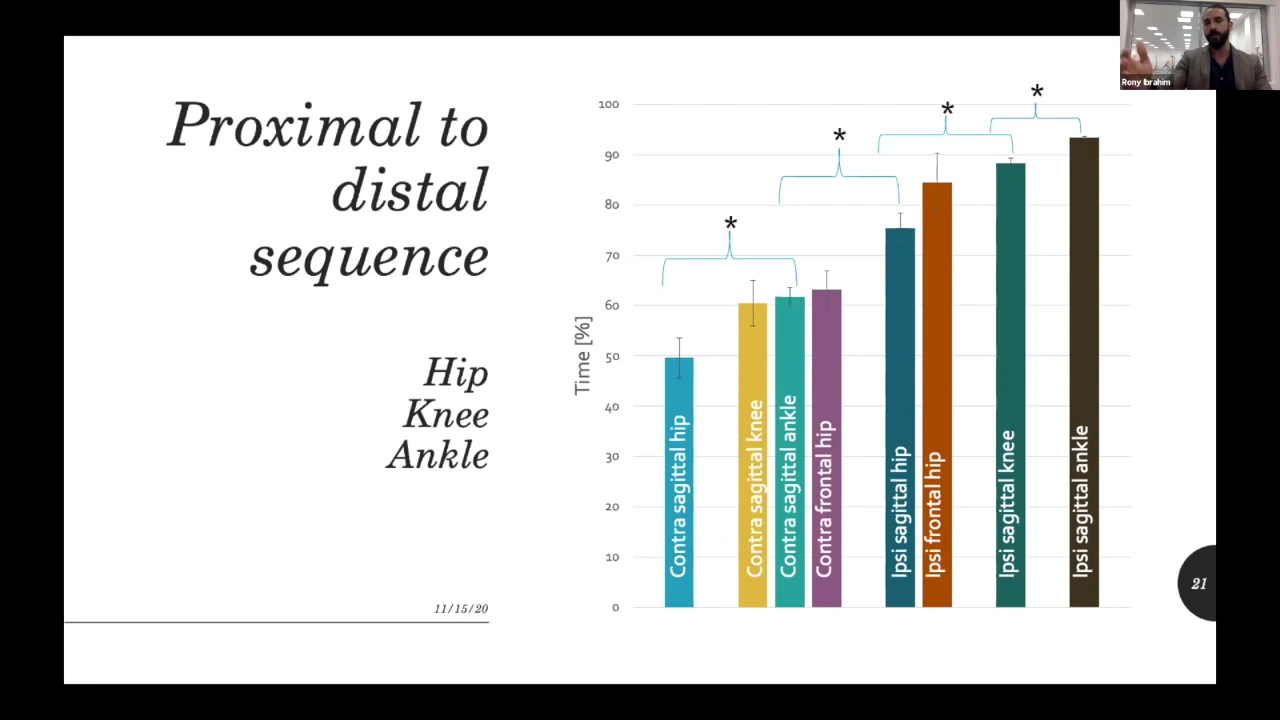 Proximal to
distal
sequence
Hip
Knee
Ankle
11/15/20
Time [%]
100
90
80
70
60
50
40
30
20
10
0
*
*
*
*
Contra sagittal hip
Contra sagittal knee
Contra sagittal ankle
Contra frontal hip
Ipsi sagittal hip
Ipsi frontal hip
Ipsi sagittal knee
Ipsi sagittal ankle
21
Rony Ibrahim